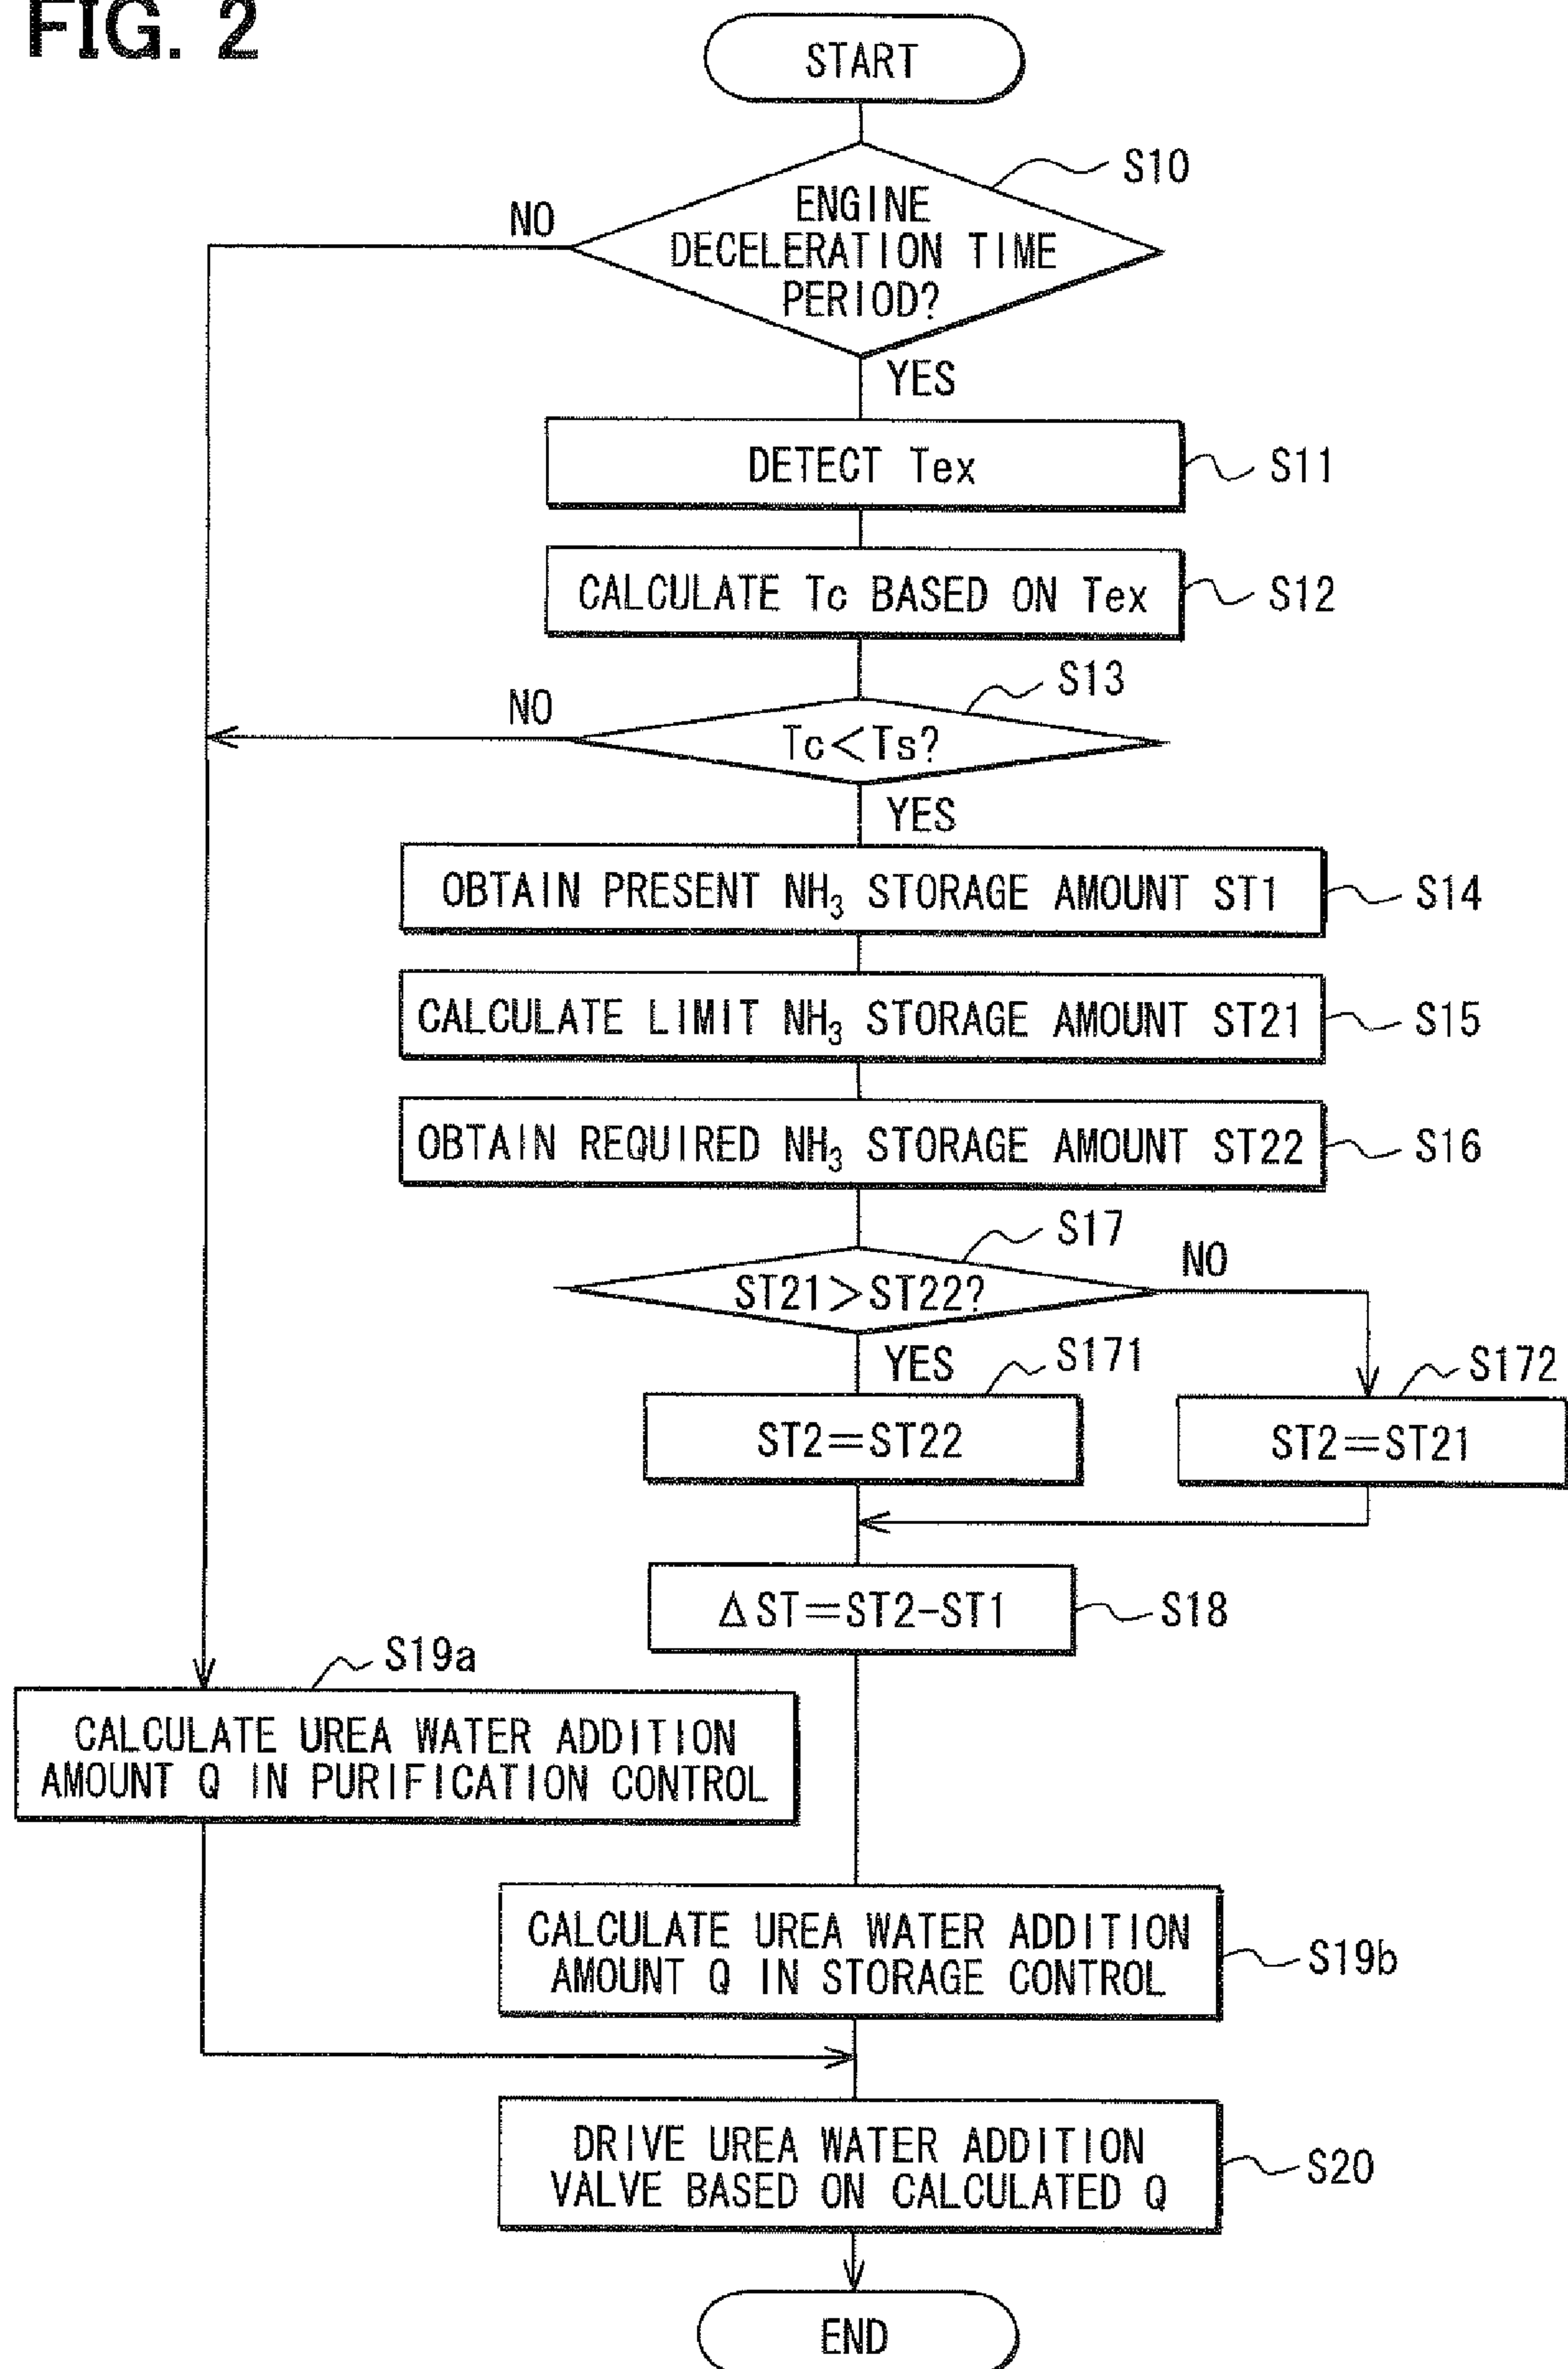 FIG. 2
START
S10
ENGINE
DECELERATION TIME
PERIOD?
NO
YES
DETECT Tex
S11
CALCULATE Tc BASED ON Tex
S12
S13
NO
Tc<Ts?
YES
OBTAIN PRESENT NH₃ STORAGE AMOUNT ST1
S14
CALCULATE LIMIT NH₃ STORAGE AMOUNT ST21
S15
OBTAIN REQUIRED NH₃ STORAGE AMOUNT ST22
S16
S17
NO
ST21>ST22?
YES
S171
S172
ST2=ST22
ST2=ST21
ΔST=ST2-ST1
S18
S19a
CALCULATE UREA WATER ADDITION
AMOUNT Q IN PURIFICATION CONTROL
CALCULATE UREA WATER ADDITION
AMOUNT Q IN STORAGE CONTROL
S19b
DRIVE UREA WATER ADDITION
VALVE BASED ON CALCULATED Q
S20
END